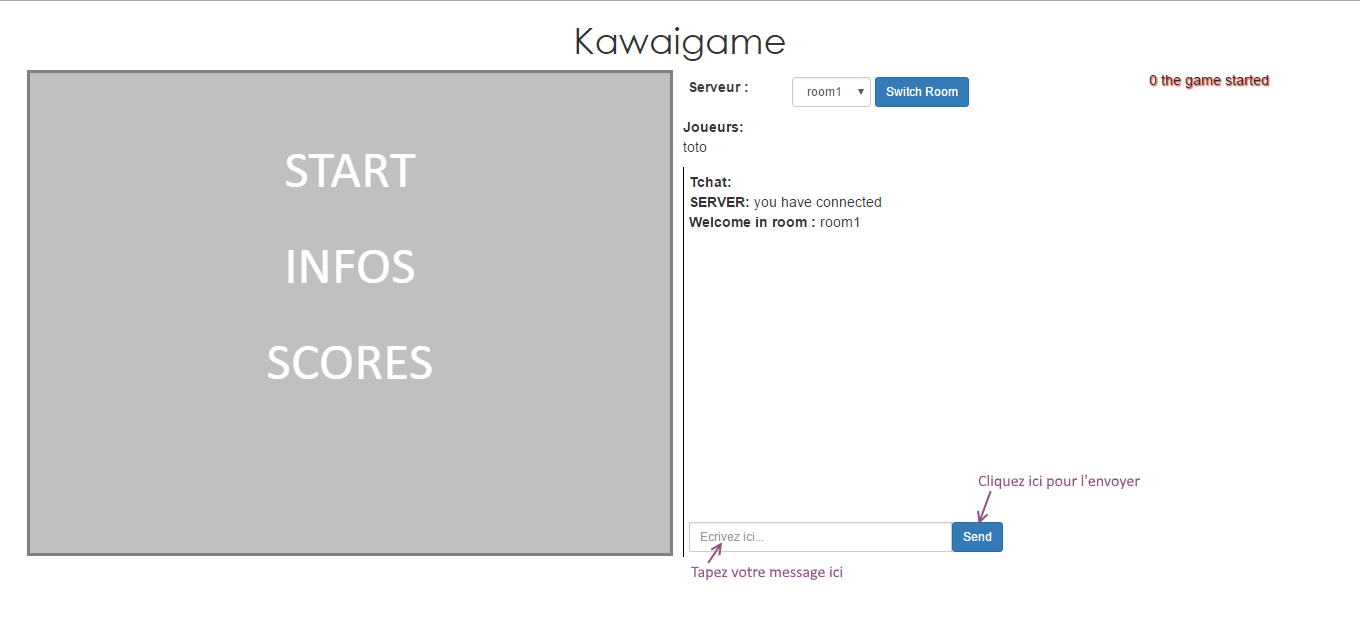 Kawaigame
START
INFOS
SCORES
Serveur : room1 Switch Room
0 the game started
Joueurs:
toto
Tchat:
SERVER: you have connected
Welcome in room : room1
Cliquez ici pour l'envoyer
Ecrivez ici... Send
Tapez votre message ici